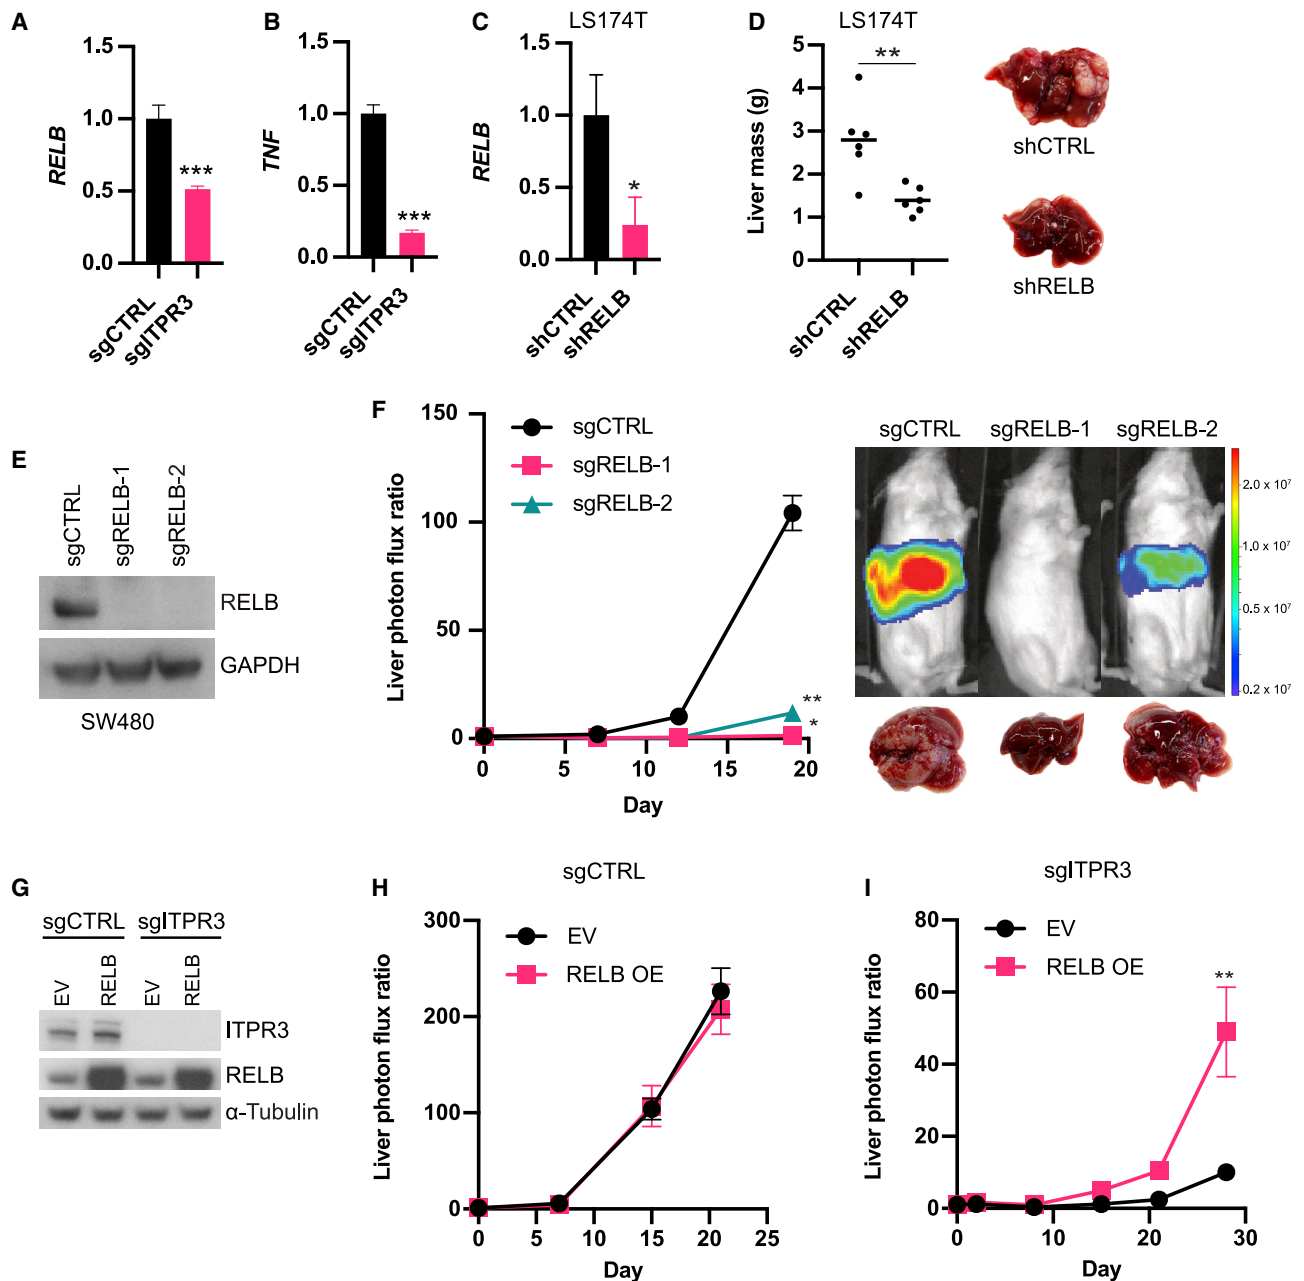 A
RELB
1.5
1.0
0.5
0.0
***
sgCTRL
sgITPR3
B
TNF
1.5
1.0
0.5
0.0
***
sgCTRL
sgITPR3
C
LS174T
RELB
1.5
1.0
0.5
0.0
*
shCTRL
shRELB
D
Liver mass (g)
5
4
3
2
1
0
**
shCTRL
shRELB
shCTRL
shRELB
E
sgCTRL
sgRELB-1
sgRELB-2
RELB
GAPDH
SW480
F
Liver photon flux ratio
150
100
50
0
sgCTRL
sgRELB-1
sgRELB-2
**
*
0 5 10 15 20
Day
sgCTRL sgRELB-1 sgRELB-2
2.0 x 10⁷
1.0 x 10⁷
0.5 x 10⁷
0.2 x 10⁷
G
sgCTRL sgITPR3
EV
RELB
EV
RELB
ITPR3
RELB
α-Tubulin
H
sgCTRL
Liver photon flux ratio
300
200
100
0
EV
RELB OE
0 5 10 15 20 25
Day
I
sgITPR3
Liver photon flux ratio
80
60
40
20
0
EV
RELB OE
**
0 10 20 30
Day